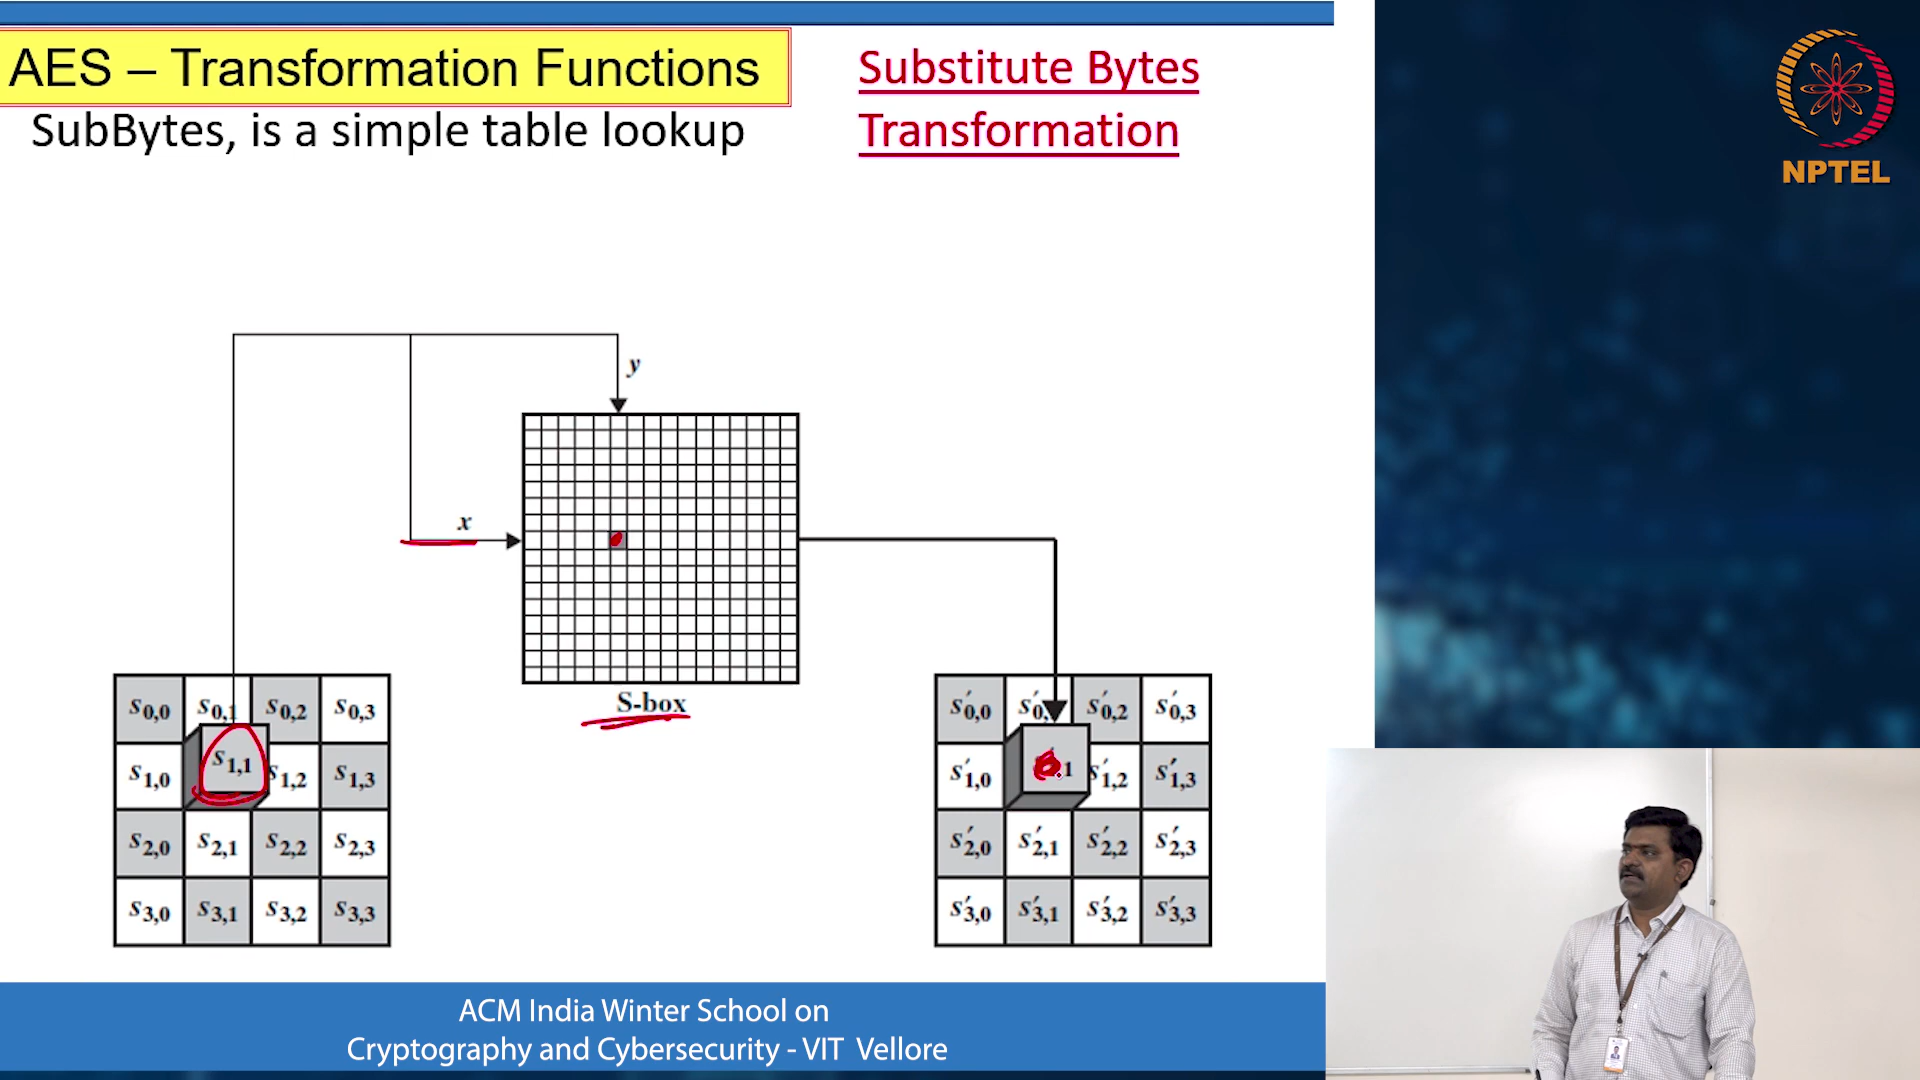 AES – Transformation Functions
Substitute Bytes
Transformation
SubBytes, is a simple table lookup
NPTEL
y
x
S-box
s0,0 s0,1 s0,2 s0,3
s1,0 s1,1 s1,2 s1,3
s2,0 s2,1 s2,2 s2,3
s3,0 s3,1 s3,2 s3,3
s′0,0 s′0, s′0,2 s′0,3
s′1,0 ,1 s′1,2 s′1,3
s′2,0 s′2,1 s′2,2 s′2,3
s′3,0 s′3,1 s′3,2 s′3,3
ACM India Winter School on
Cryptography and Cybersecurity - VIT Vellore